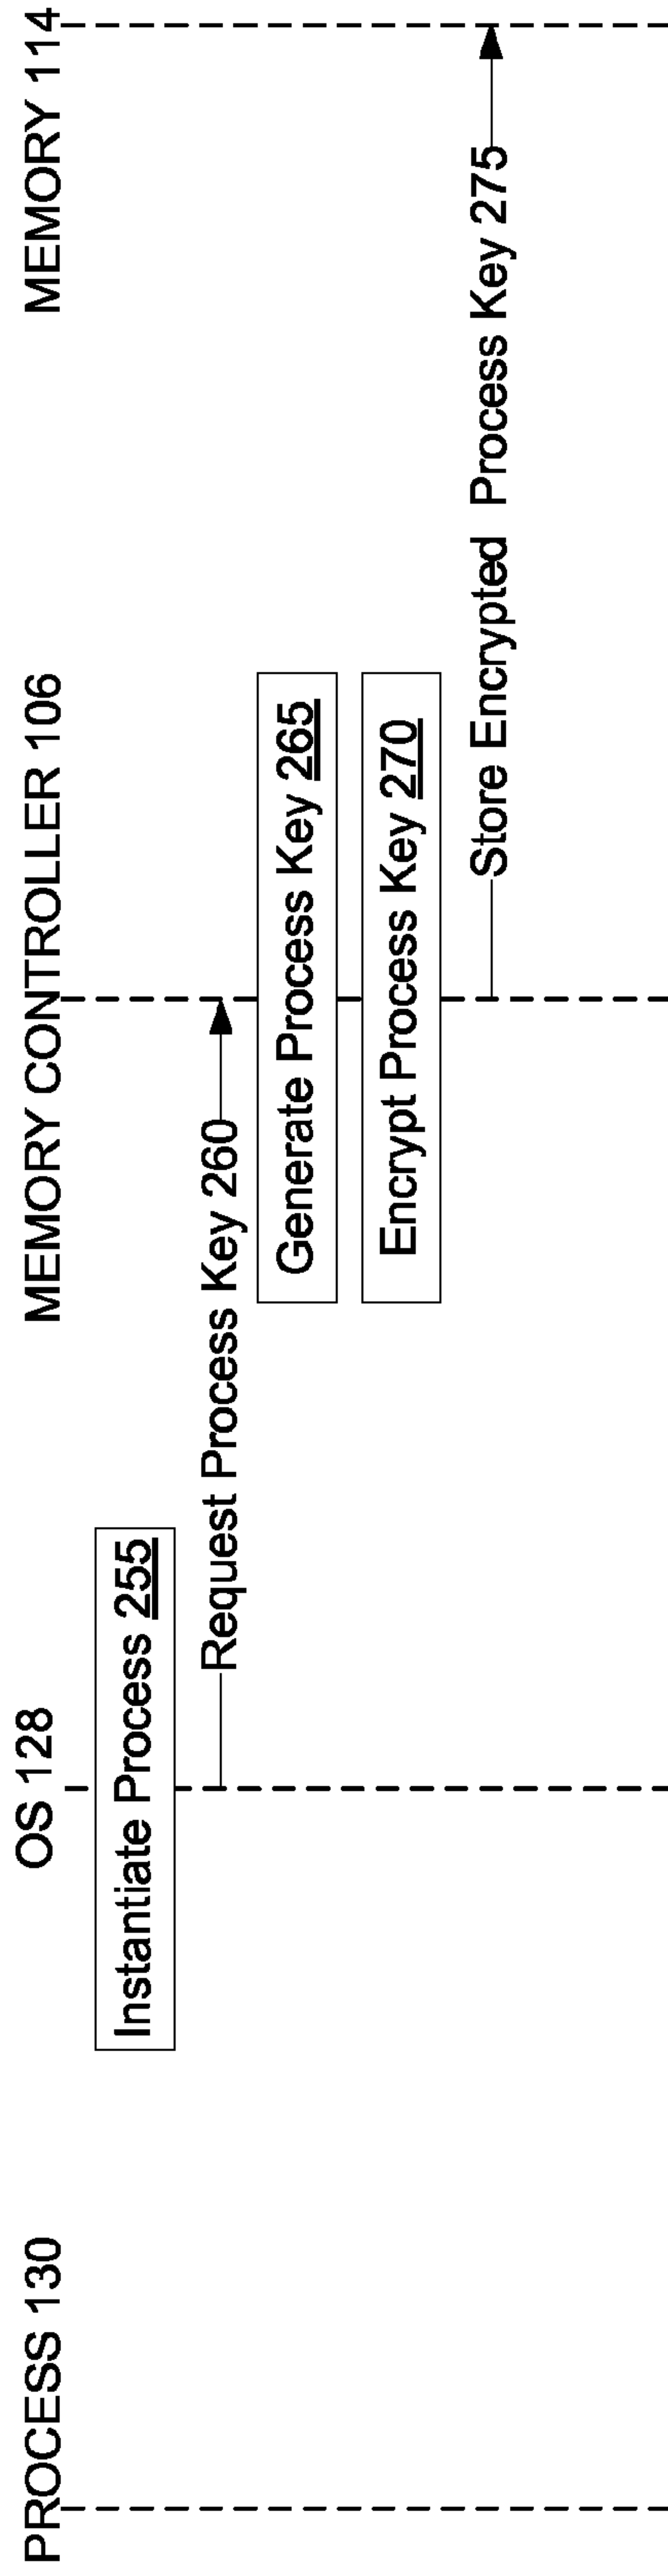 PROCESS 130
OS 128
MEMORY CONTROLLER 106
MEMORY 114
Instantiate Process 255
Request Process Key 260
Generate Process Key 265
Encrypt Process Key 270
Store Encrypted Process Key 275